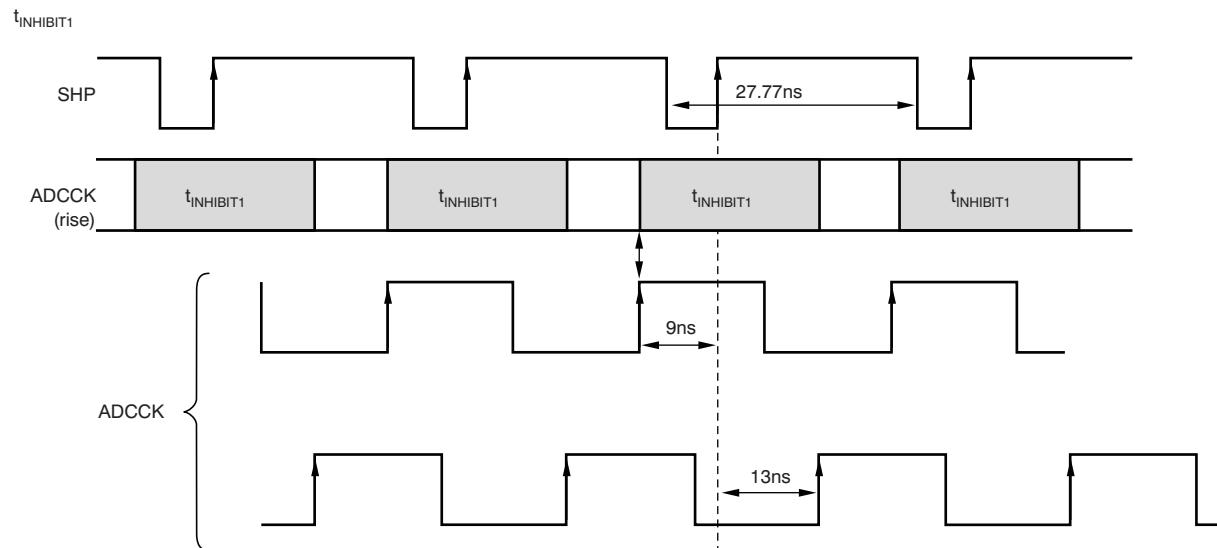 tINHIBIT1
SHP
27.77ns
ADCCK
(rise)
tINHIBIT1
tINHIBIT1
tINHIBIT1
tINHIBIT1
9ns
ADCCK
13ns